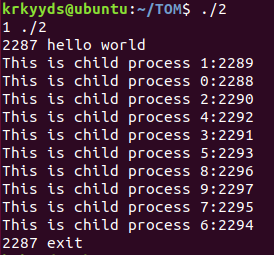 krkyyds@ubuntu:~/TOM$ ./2
1 ./2
2287 hello world
This is child process 1:2289
This is child process 0:2288
This is child process 2:2290
This is child process 4:2292
This is child process 3:2291
This is child process 5:2293
This is child process 8:2296
This is child process 9:2297
This is child process 7:2295
This is child process 6:2294
2287 exit